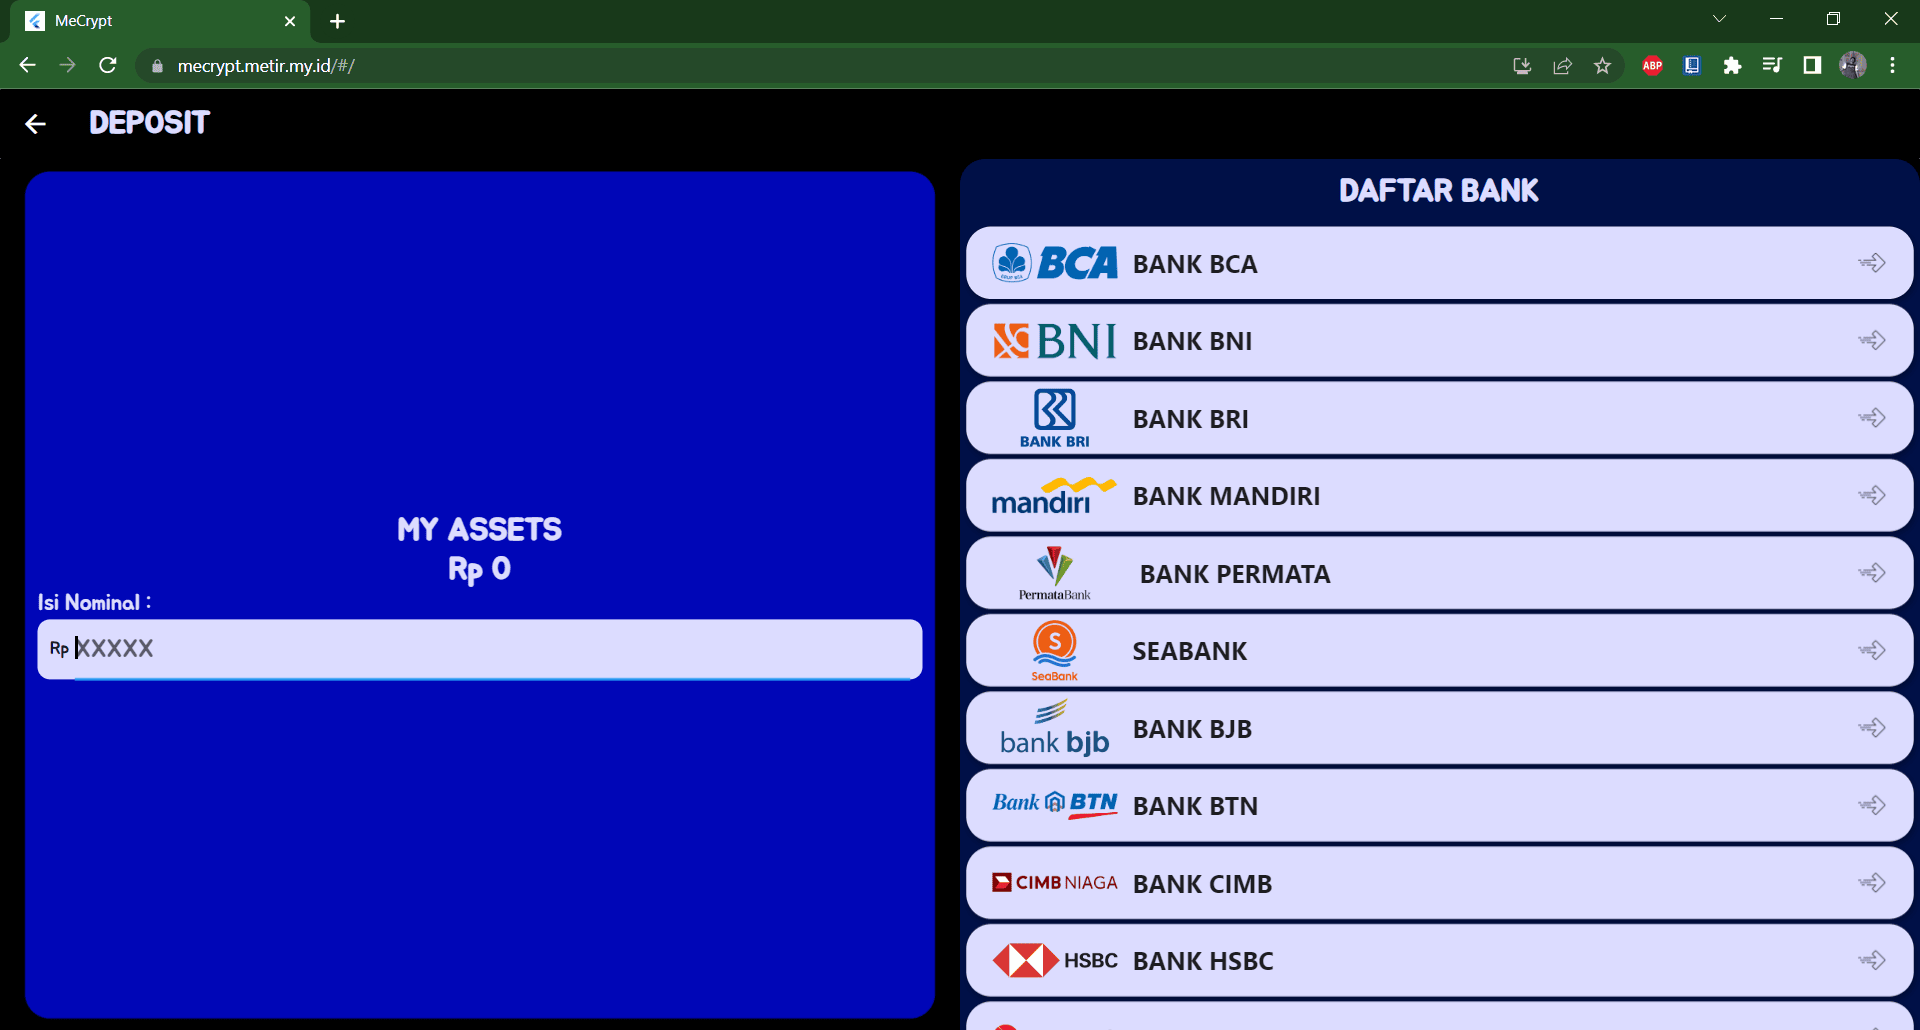 MeCrypt
mecrypt.metir.my.id/#/
ABP
DEPOSIT
MY ASSETS
Rp 0
Isi Nominal :
Rp XXXXX
DAFTAR BANK
BCA BANK BCA
BNI BANK BNI
BANK BRI BANK BRI
mandiri BANK MANDIRI
PermataBank BANK PERMATA
S SeaBank SEABANK
bank bjb BANK BJB
Bank BTN BANK BTN
CIMB NIAGA BANK CIMB
HSBC BANK HSBC